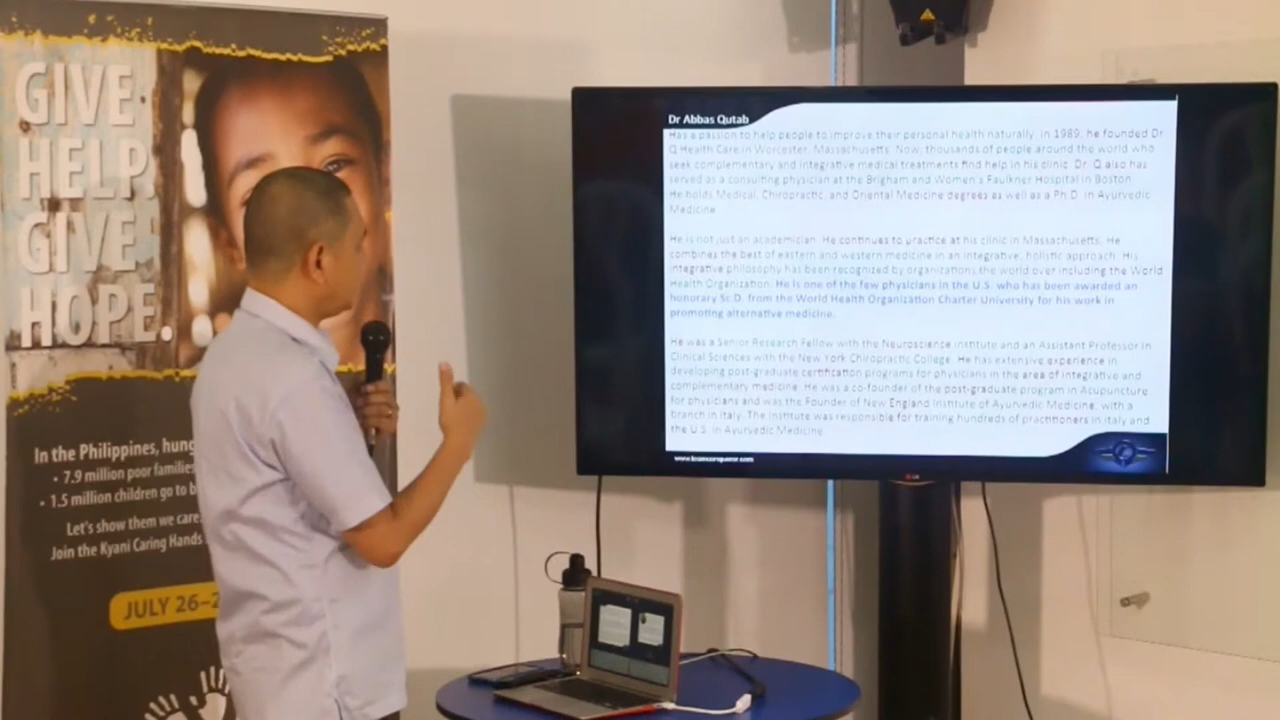 GIVE
HELP.
GIVE
HOPE.
In the Philippines, hung
• 7.9 million poor families
• 1.5 million children go to b
Let's show them we care.
Join the Kyani Caring Hands
JULY 26–2
Dr Abbas Qutab
Has a passion to help people to improve their personal health naturally. In 1989, he founded Dr
Q Health Care in Worcester, Massachusetts. Now, thousands of people around the world who
seek complementary and integrative medical treatments find help in his clinic. Dr. Q also has
served as a consulting physician at the Brigham and Women's Faulkner Hospital in Boston.
He holds Medical, Chiropractic, and Oriental Medicine degrees as well as a Ph.D. in Ayurvedic
Medicine.
He is not just an academician. He continues to practice at his clinic in Massachusetts. He
combines the best of eastern and western medicine in an integrative, holistic approach. His
integrative philosophy has been recognized by organizations the world over including the World
Health Organization. He is one of the few physicians in the U.S. who has been awarded an
honorary Sc.D. from the World Health Organization Charter University for his work in
promoting alternative medicine.
He was a Senior Research Fellow with the Neuroscience Institute and an Assistant Professor in
Clinical Sciences with the New York Chiropractic College. He has extensive experience in
developing post-graduate certification programs for physicians in the area of integrative and
complementary medicine. He was a co-founder of the post-graduate program in Acupuncture
for physicians and was the Founder of New England Institute of Ayurvedic Medicine, with a
branch in Italy. The Institute was responsible for training hundreds of practitioners in Italy and
the U.S. in Ayurvedic Medicine.
www.teamconqueror.com
LG